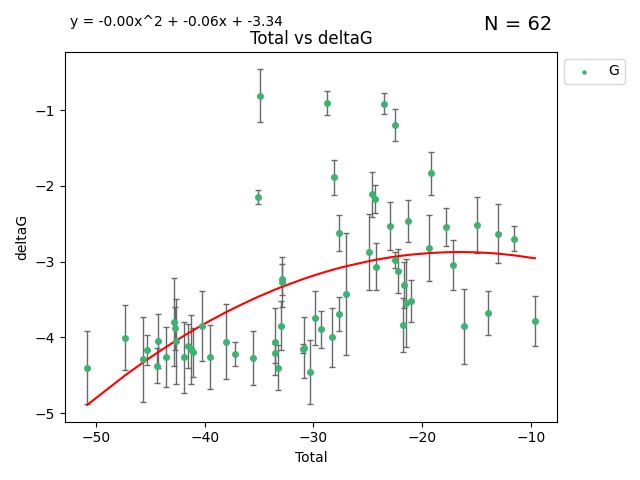 y = -0.00x^2 + -0.06x + -3.34
N = 62
Total vs deltaG
G
−1
−2
−3
−4
−5
deltaG
−50 −40 −30 −20 −10
Total